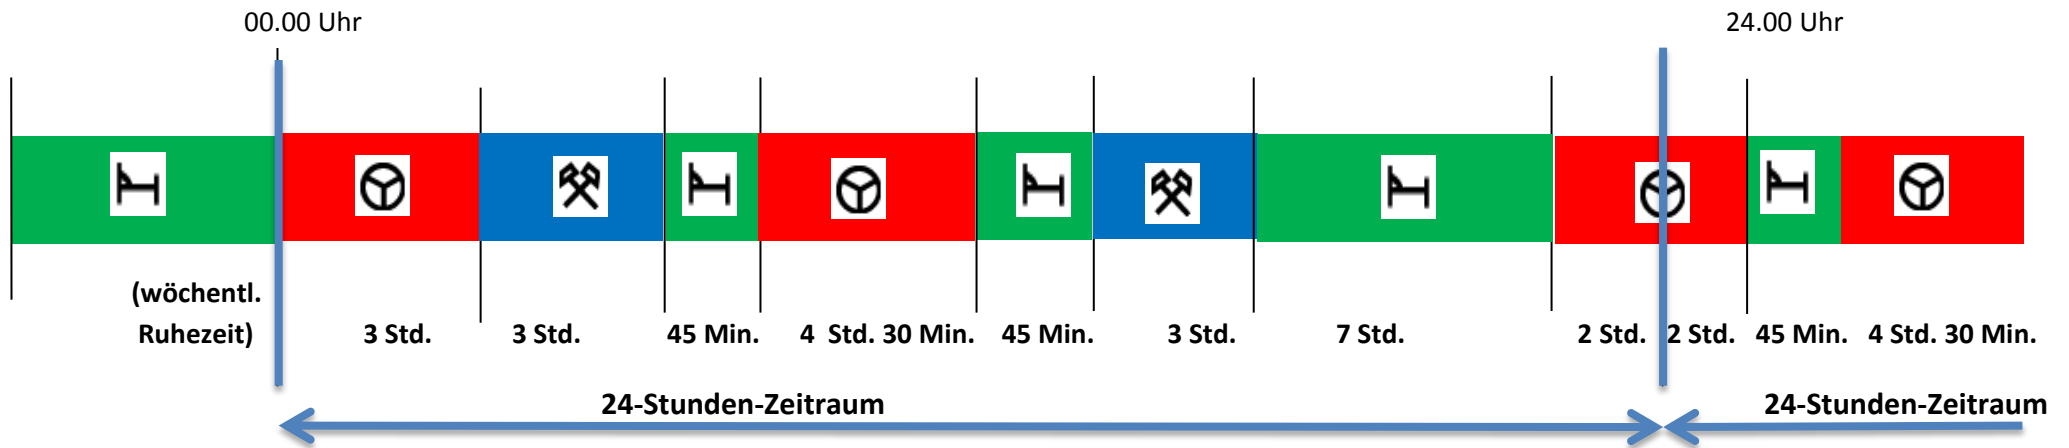 00.00 Uhr 24.00 Uhr
(wöchentl.
Ruhezeit) 3 Std. 3 Std. 45 Min. 4 Std. 30 Min. 45 Min. 3 Std. 7 Std. 2 Std. 2 Std. 45 Min. 4 Std. 30 Min.
24-Stunden-Zeitraum 24-Stunden-Zeitraum